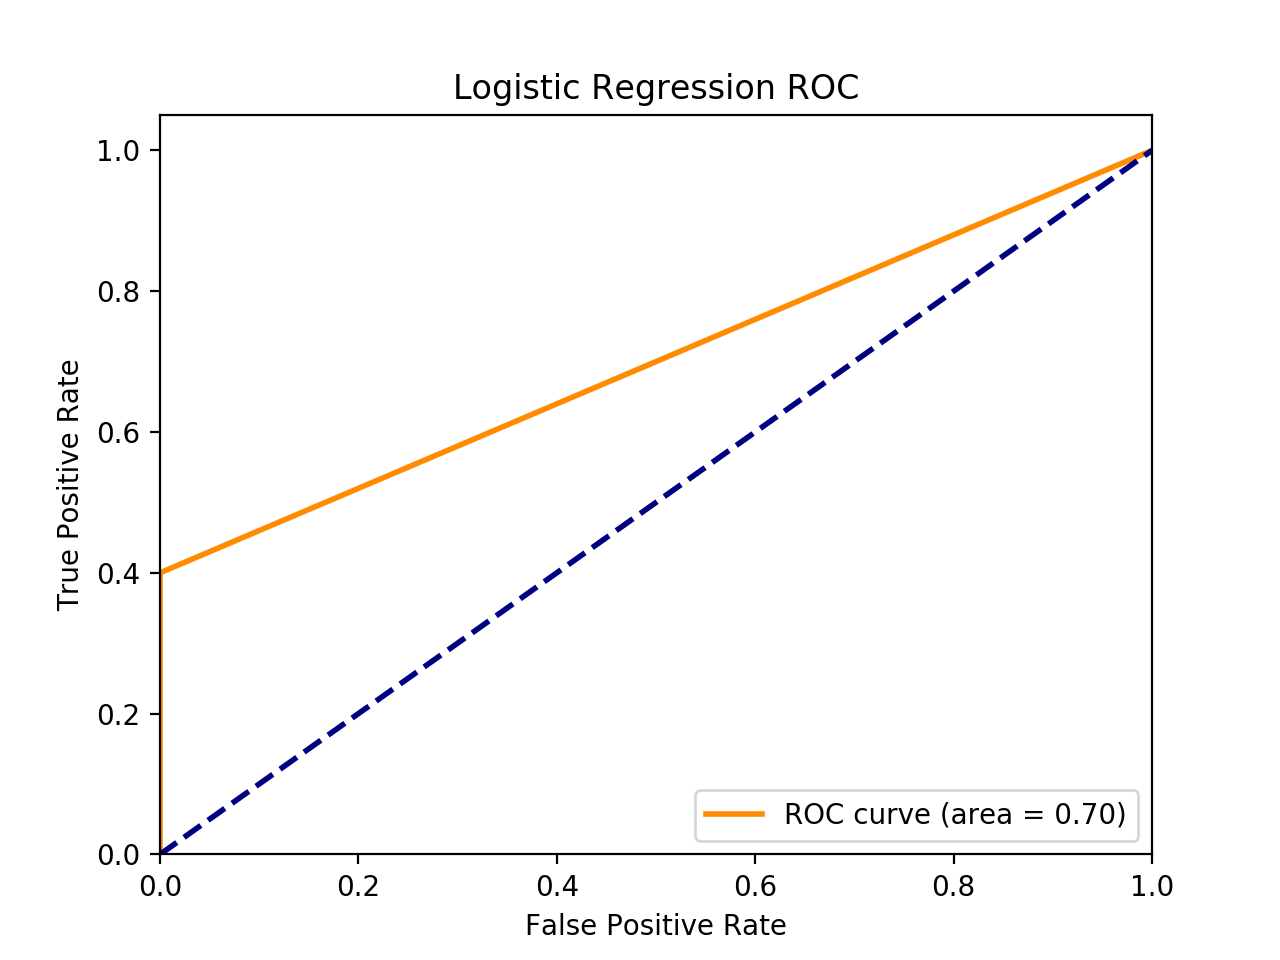 Logistic Regression ROC
1.0
0.8
0.6
0.4
0.2
0.0
True Positive Rate
ROC curve (area = 0.70)
0.0 0.2 0.4 0.6 0.8 1.0
False Positive Rate